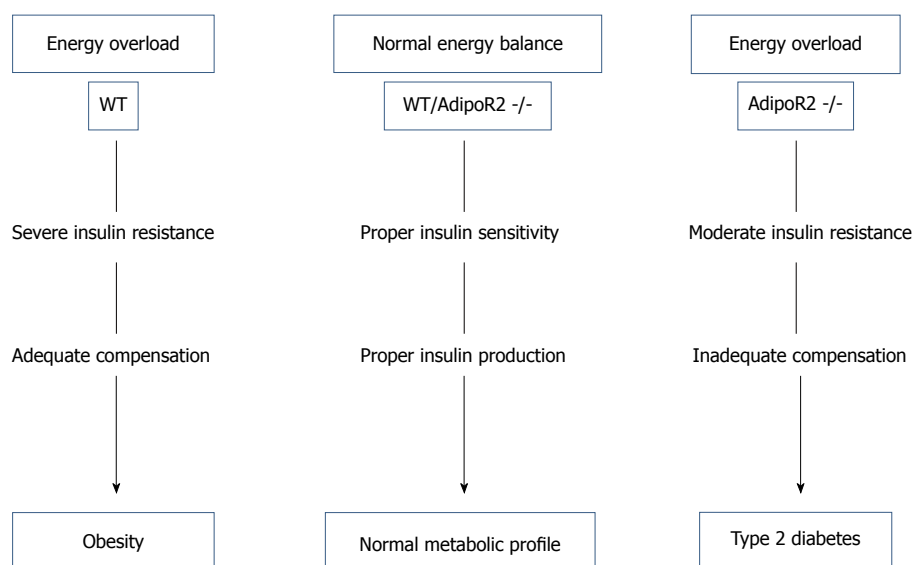 Energy overload
WT
Severe insulin resistance
Adequate compensation
Obesity
Normal energy balance
WT/AdipoR2 -/-
Proper insulin sensitivity
Proper insulin production
Normal metabolic profile
Energy overload
AdipoR2 -/-
Moderate insulin resistance
Inadequate compensation
Type 2 diabetes